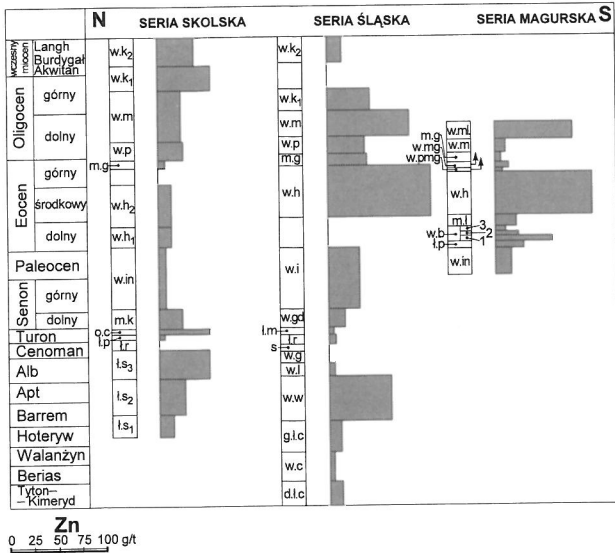 N SERIA SKOLSKA SERIA ŚLĄSKA SERIA MAGURSKA S
wczesny miocen
Langh
Burdygał
Akwitan
Oligocen
górny
dolny
Eocen
górny
środkowy
dolny
Paleocen
Senon
górny
dolny
Turon
Cenoman
Alb
Apt
Barrem
Hoteryw
Walanżyn
Berias
Tyton–
–Kimeryd
w.k2
w.k1
w.m
w.p
m.g
w.h2
w.h1
w.in
m.k
o.c
ł.p
ł.r
ł.s3
ł.s2
ł.s1
w.k2
w.k1
w.m
w.p
m.g
w.h
w.i
w.gd
ł.m
ł.r
s
w.g
w.l
w.w
g.ł.c
w.c
d.ł.c
w.ml
w.m
m.g
w.mg
w.pmg
w.h
m.ł
3
2
1
w.b
ł.p
w.in
Zn
0 25 50 75 100 g/t